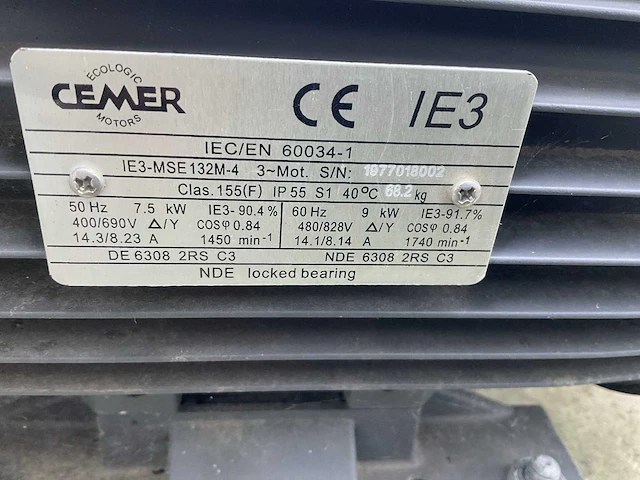 ECOLOGIC
CEMER
MOTORS
CE
IE3
IEC/EN 60034-1
IE3-MSE132M-4 3~Mot. S/N: 1977018002
Clas.155(F) IP 55 S1 40°C 68.2 kg
50 Hz 7.5 kW IE3-90.4%
400/690V Δ/Y COSφ 0.84
14.3/8.23 A 1450 min⁻¹
60 Hz 9 kW IE3-91.7%
480/828V Δ/Y COSφ 0.84
14.1/8.14 A 1740 min⁻¹
DE 6308 2RS C3 NDE 6308 2RS C3
NDE locked bearing